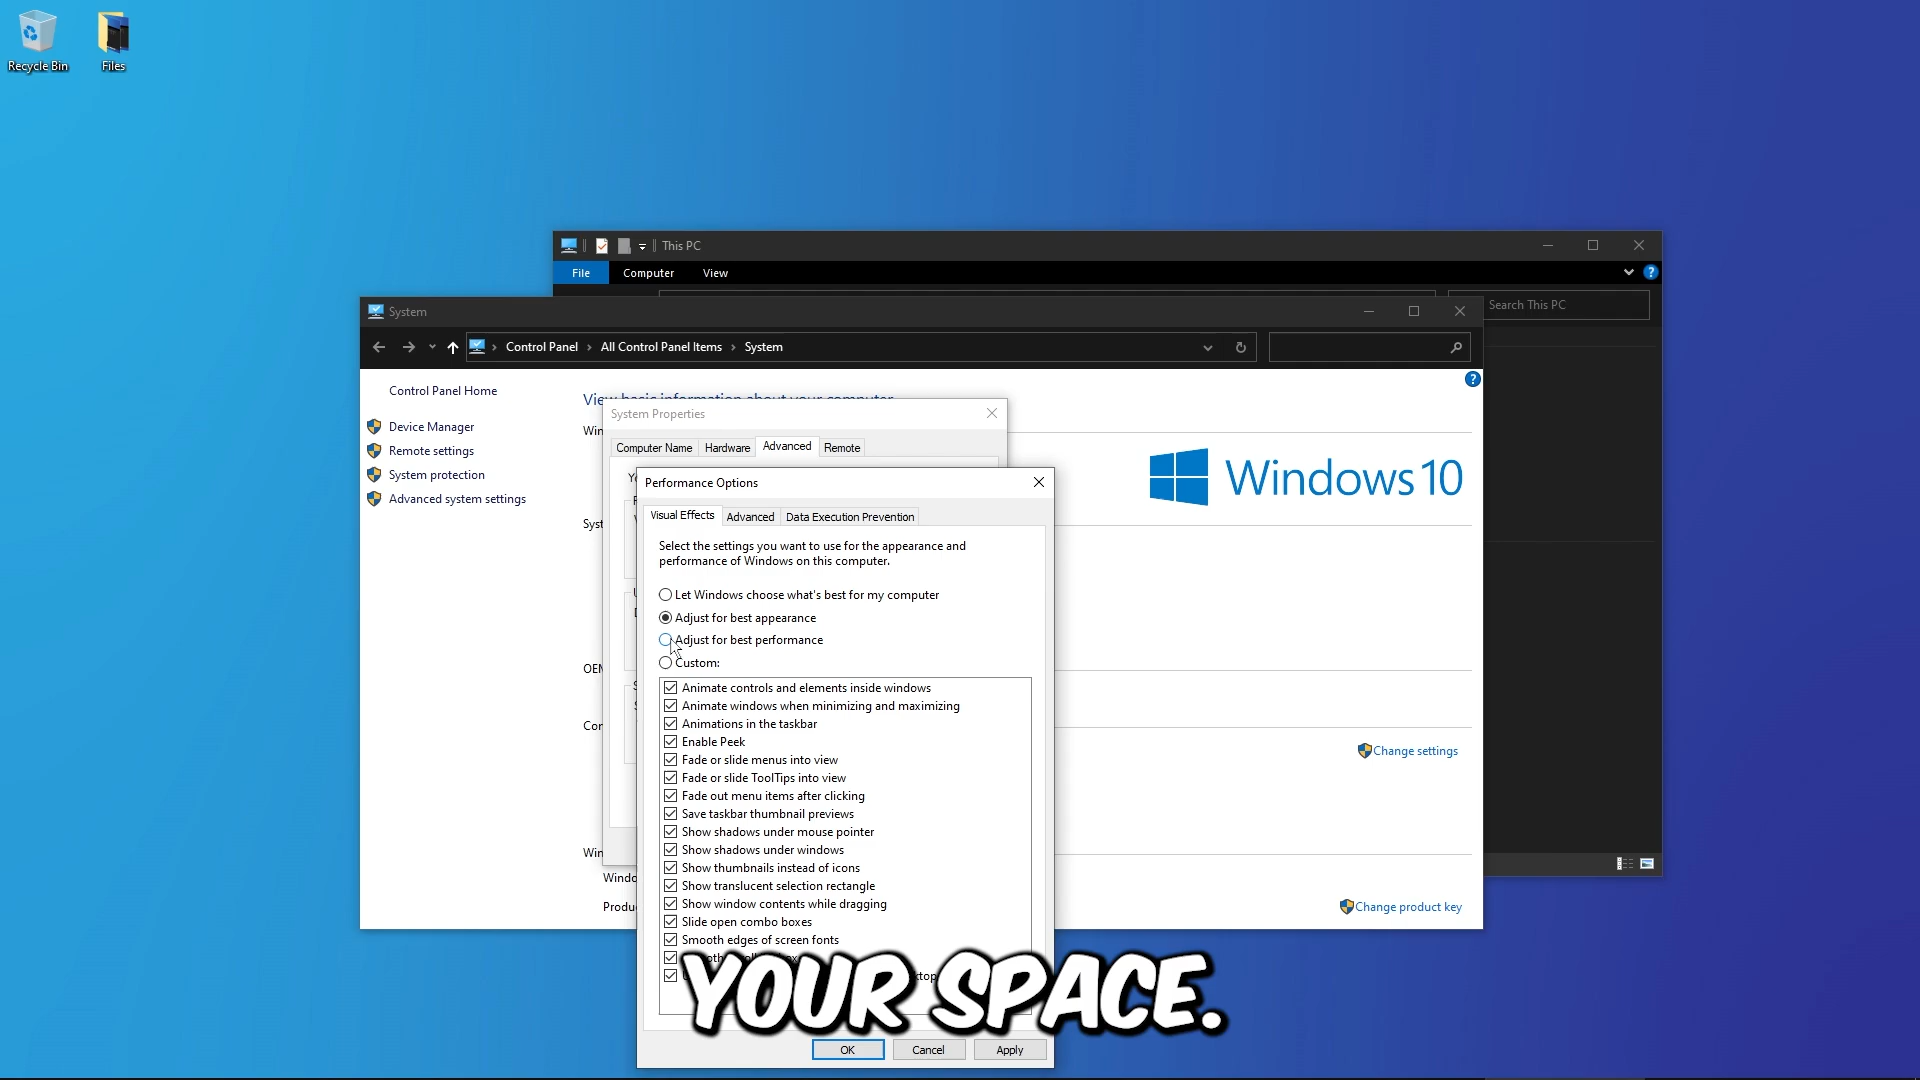 Recycle Bin
Files
This PC
File
Computer
View
Search This PC
System
Control Panel
All Control Panel Items
System
Control Panel Home
Device Manager
Remote settings
System protection
Advanced system settings
View basic information about your computer
System Properties
Computer Name
Hardware
Advanced
Remote
Windows 10
Performance Options
Visual Effects
Advanced
Data Execution Prevention
Select the settings you want to use for the appearance and
performance of Windows on this computer.
Let Windows choose what's best for my computer
Adjust for best appearance
Adjust for best performance
Custom:
Animate controls and elements inside windows
Animate windows when minimizing and maximizing
Animations in the taskbar
Enable Peek
Fade or slide menus into view
Fade or slide ToolTips into view
Fade out menu items after clicking
Save taskbar thumbnail previews
Show shadows under mouse pointer
Show shadows under windows
Show thumbnails instead of icons
Show translucent selection rectangle
Show window contents while dragging
Slide open combo boxes
Smooth edges of screen fonts
YOUR SPACE.
OK
Cancel
Apply
Change settings
Change product key